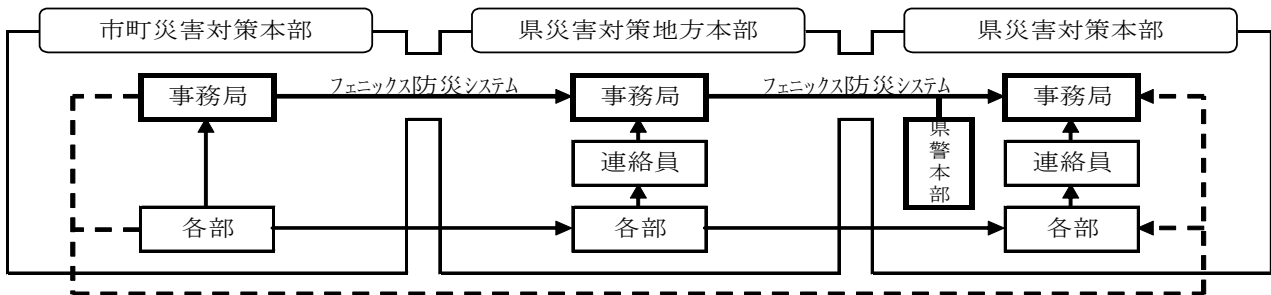 市町災害対策本部
県災害対策地方本部
県災害対策本部
事務局
フェニックス防災システム
事務局
フェニックス防災システム
事務局
県警本部
連絡員
連絡員
各部
各部
各部